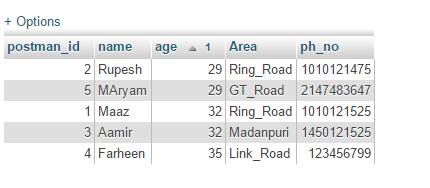 + Options
postman_id name age 1 Area ph_no
2 Rupesh 29 Ring_Road 1010121475
5 MAryam 29 GT_Road 2147483647
1 Maaz 32 Ring_Road 1010121525
3 Aamir 32 Madanpuri 1450121525
4 Farheen 35 Link_Road 123456799